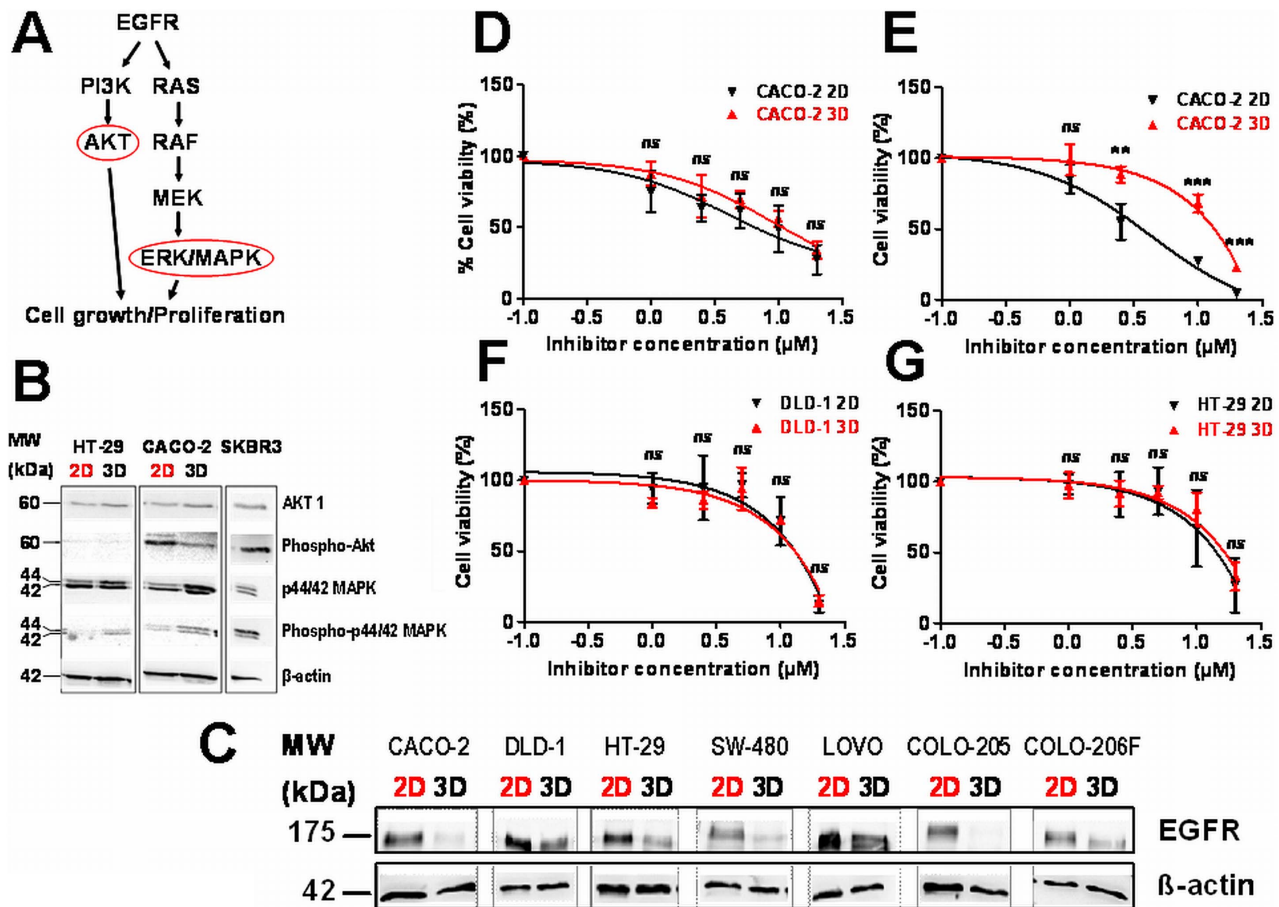 A
EGFR
PI3K RAS
AKT RAF
MEK
ERK/MAPK
Cell growth/Proliferation
B
MW
(kDa)
HT-29 CACO-2 SKBR3
2D 3D 2D 3D
60 AKT 1
60 Phospho-Akt
44
42 p44/42 MAPK
44
42 Phospho-p44/42 MAPK
42 ß-actin
D
% Cell viability (%)
150
100
50
0
CACO-2 2D
CACO-2 3D
ns ns ns ns ns
-1.0 -0.5 0.0 0.5 1.0 1.5
Inhibitor concentration (µM)
E
Cell viability (%)
150
100
50
0
CACO-2 2D
CACO-2 3D
ns ** *** ***
-1.0 -0.5 0.0 0.5 1.0 1.5
Inhibitor concentration (µM)
F
Cell viability (%)
150
100
50
0
DLD-1 2D
DLD-1 3D
ns ns ns ns ns
-1.0 -0.5 0.0 0.5 1.0 1.5
Inhibitor concentration (µM)
G
Cell viability (%)
150
100
50
0
HT-29 2D
HT-29 3D
ns ns ns ns ns
-1.0 -0.5 0.0 0.5 1.0 1.5
Inhibitor concentration (µM)
C
MW CACO-2 DLD-1 HT-29 SW-480 LOVO COLO-205 COLO-206F
(kDa) 2D 3D 2D 3D 2D 3D 2D 3D 2D 3D 2D 3D 2D 3D
175 EGFR
42 ß-actin